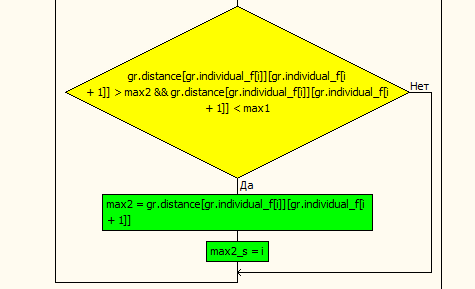 gr.distance[gr.individual_f[i]][gr.individual_f[i
+ 1]] > max2 && gr.distance[gr.individual_f[i]][gr.individual_f[i
+ 1]] < max1
Нет
Да
max2 = gr.distance[gr.individual_f[i]][gr.individual_f[i
+ 1]]
max2_s = i